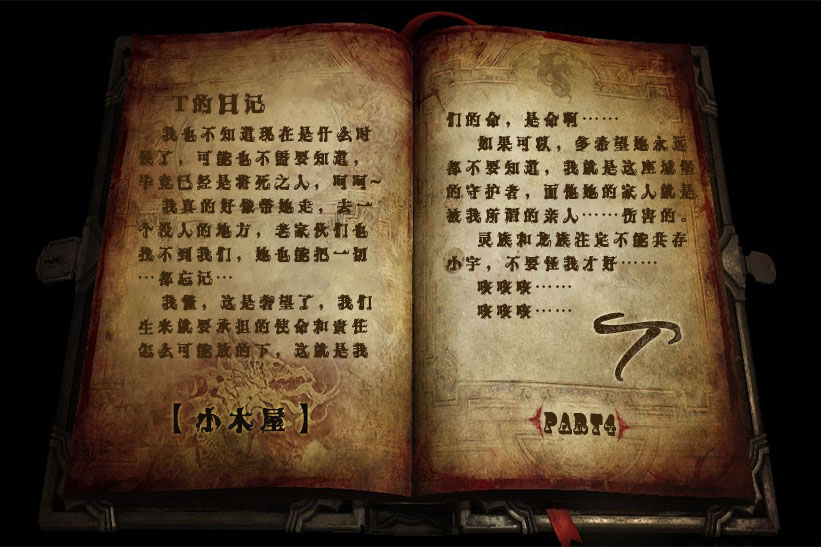 T的日记
我也不知道现在是什么时
候了，可能也不需要知道，
毕竟已经是将死之人，呵呵~
我真的好像带她走，去一
个没人的地方，老家伙们也
找不到我们，她也能把一切
…都忘记…
我懂，这是奢望了，我们
生来就要承担的使命和责任
怎么可能放的下，这就是我
【小木屋】
们的命，是命啊……
如果可以，多希望她永远
都不要知道，我就是这座城堡
的守护者，而他她的家人就是
被我所谓的亲人……伤害的。
灵族和龙族注定不能共存
小宇，不要怪我才好……
咳咳咳……
咳咳咳……
T
PART4